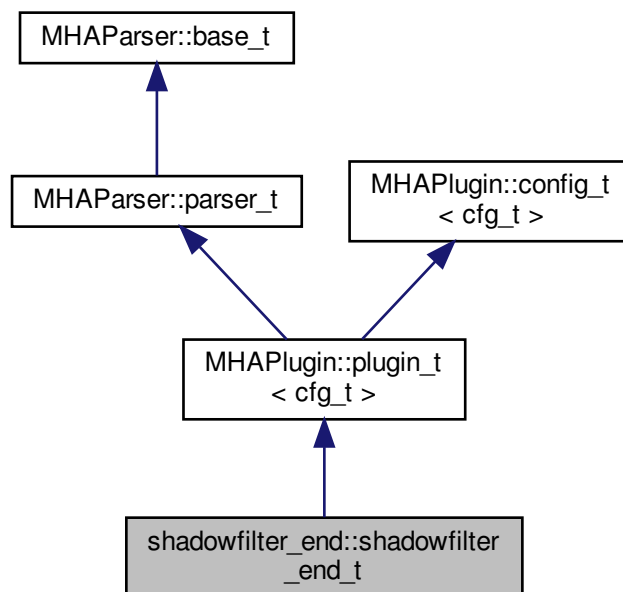 MHAParser::base_t
MHAParser::parser_t
MHAPlugin::config_t
< cfg_t >
MHAPlugin::plugin_t
< cfg_t >
shadowfilter_end::shadowfilter
_end_t